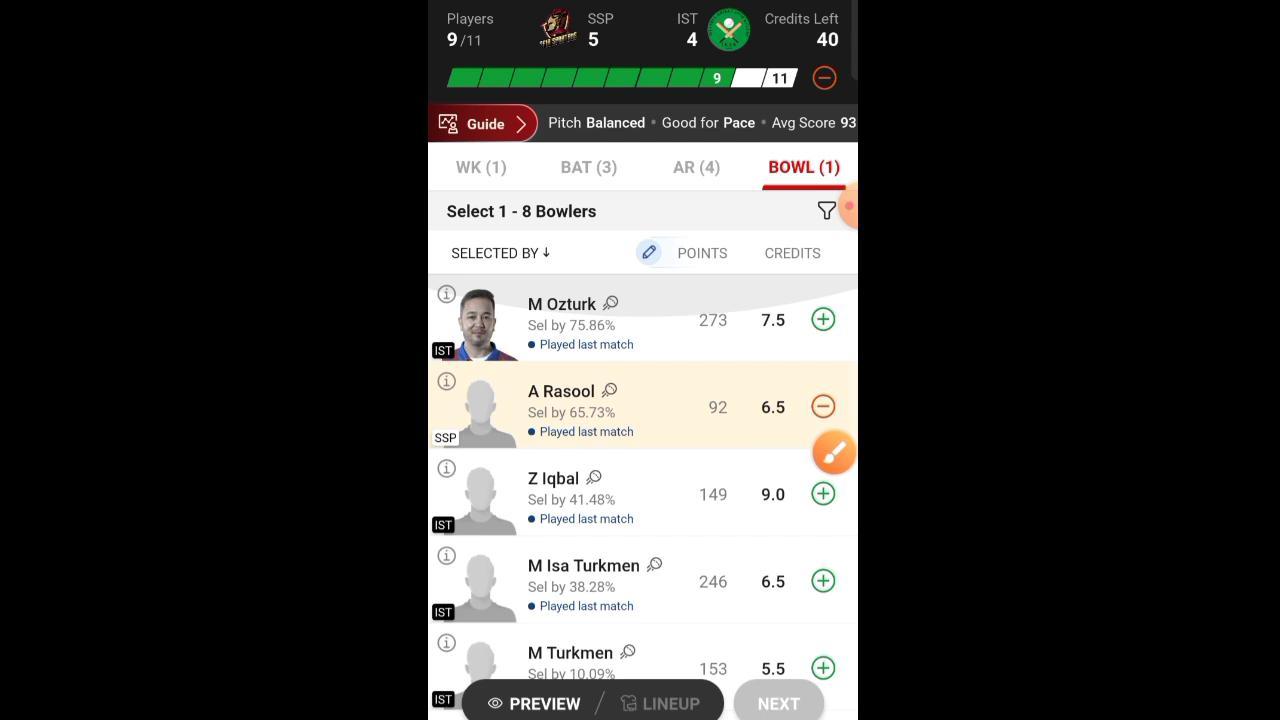 Players SSP IST Credits Left
9/11 5 4 40
9 11
Guide Pitch Balanced • Good for Pace • Avg Score 93
WK (1) BAT (3) AR (4) BOWL (1)
Select 1 - 8 Bowlers
SELECTED BY ↓ POINTS CREDITS
M Ozturk
Sel by 75.86% 273 7.5
Played last match
IST
A Rasool
Sel by 65.73% 92 6.5
Played last match
SSP
Z Iqbal
Sel by 41.48% 149 9.0
Played last match
IST
M Isa Turkmen
Sel by 38.28% 246 6.5
Played last match
IST
M Turkmen
Sel by 10.09% 153 5.5
IST
PREVIEW / LINEUP NEXT